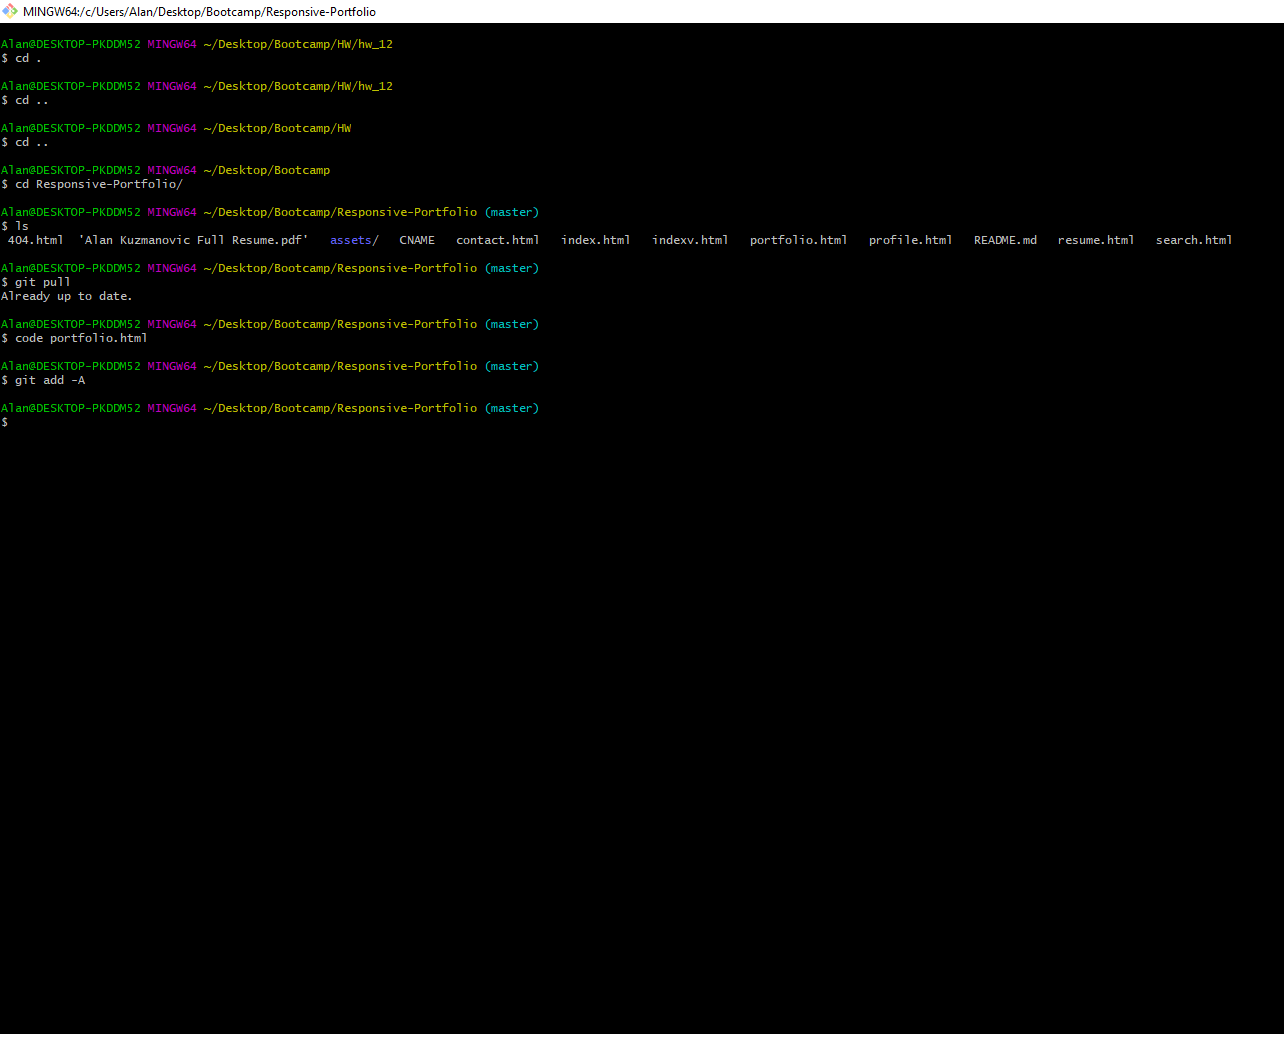 MINGW64:/c/Users/Alan/Desktop/Bootcamp/Responsive-Portfolio
Alan@DESKTOP-PKDDM52 MINGW64 ~/Desktop/Bootcamp/HW/hw_12
$ cd .
Alan@DESKTOP-PKDDM52 MINGW64 ~/Desktop/Bootcamp/HW/hw_12
$ cd ..
Alan@DESKTOP-PKDDM52 MINGW64 ~/Desktop/Bootcamp/HW
$ cd ..
Alan@DESKTOP-PKDDM52 MINGW64 ~/Desktop/Bootcamp
$ cd Responsive-Portfolio/
Alan@DESKTOP-PKDDM52 MINGW64 ~/Desktop/Bootcamp/Responsive-Portfolio (master)
$ ls
404.html  'Alan Kuzmanovic Full Resume.pdf'   assets/   CNAME   contact.html   index.html   indexv.html   portfolio.html   profile.html   README.md   resume.html   search.html
Alan@DESKTOP-PKDDM52 MINGW64 ~/Desktop/Bootcamp/Responsive-Portfolio (master)
$ git pull
Already up to date.
Alan@DESKTOP-PKDDM52 MINGW64 ~/Desktop/Bootcamp/Responsive-Portfolio (master)
$ code portfolio.html
Alan@DESKTOP-PKDDM52 MINGW64 ~/Desktop/Bootcamp/Responsive-Portfolio (master)
$ git add -A
Alan@DESKTOP-PKDDM52 MINGW64 ~/Desktop/Bootcamp/Responsive-Portfolio (master)
$